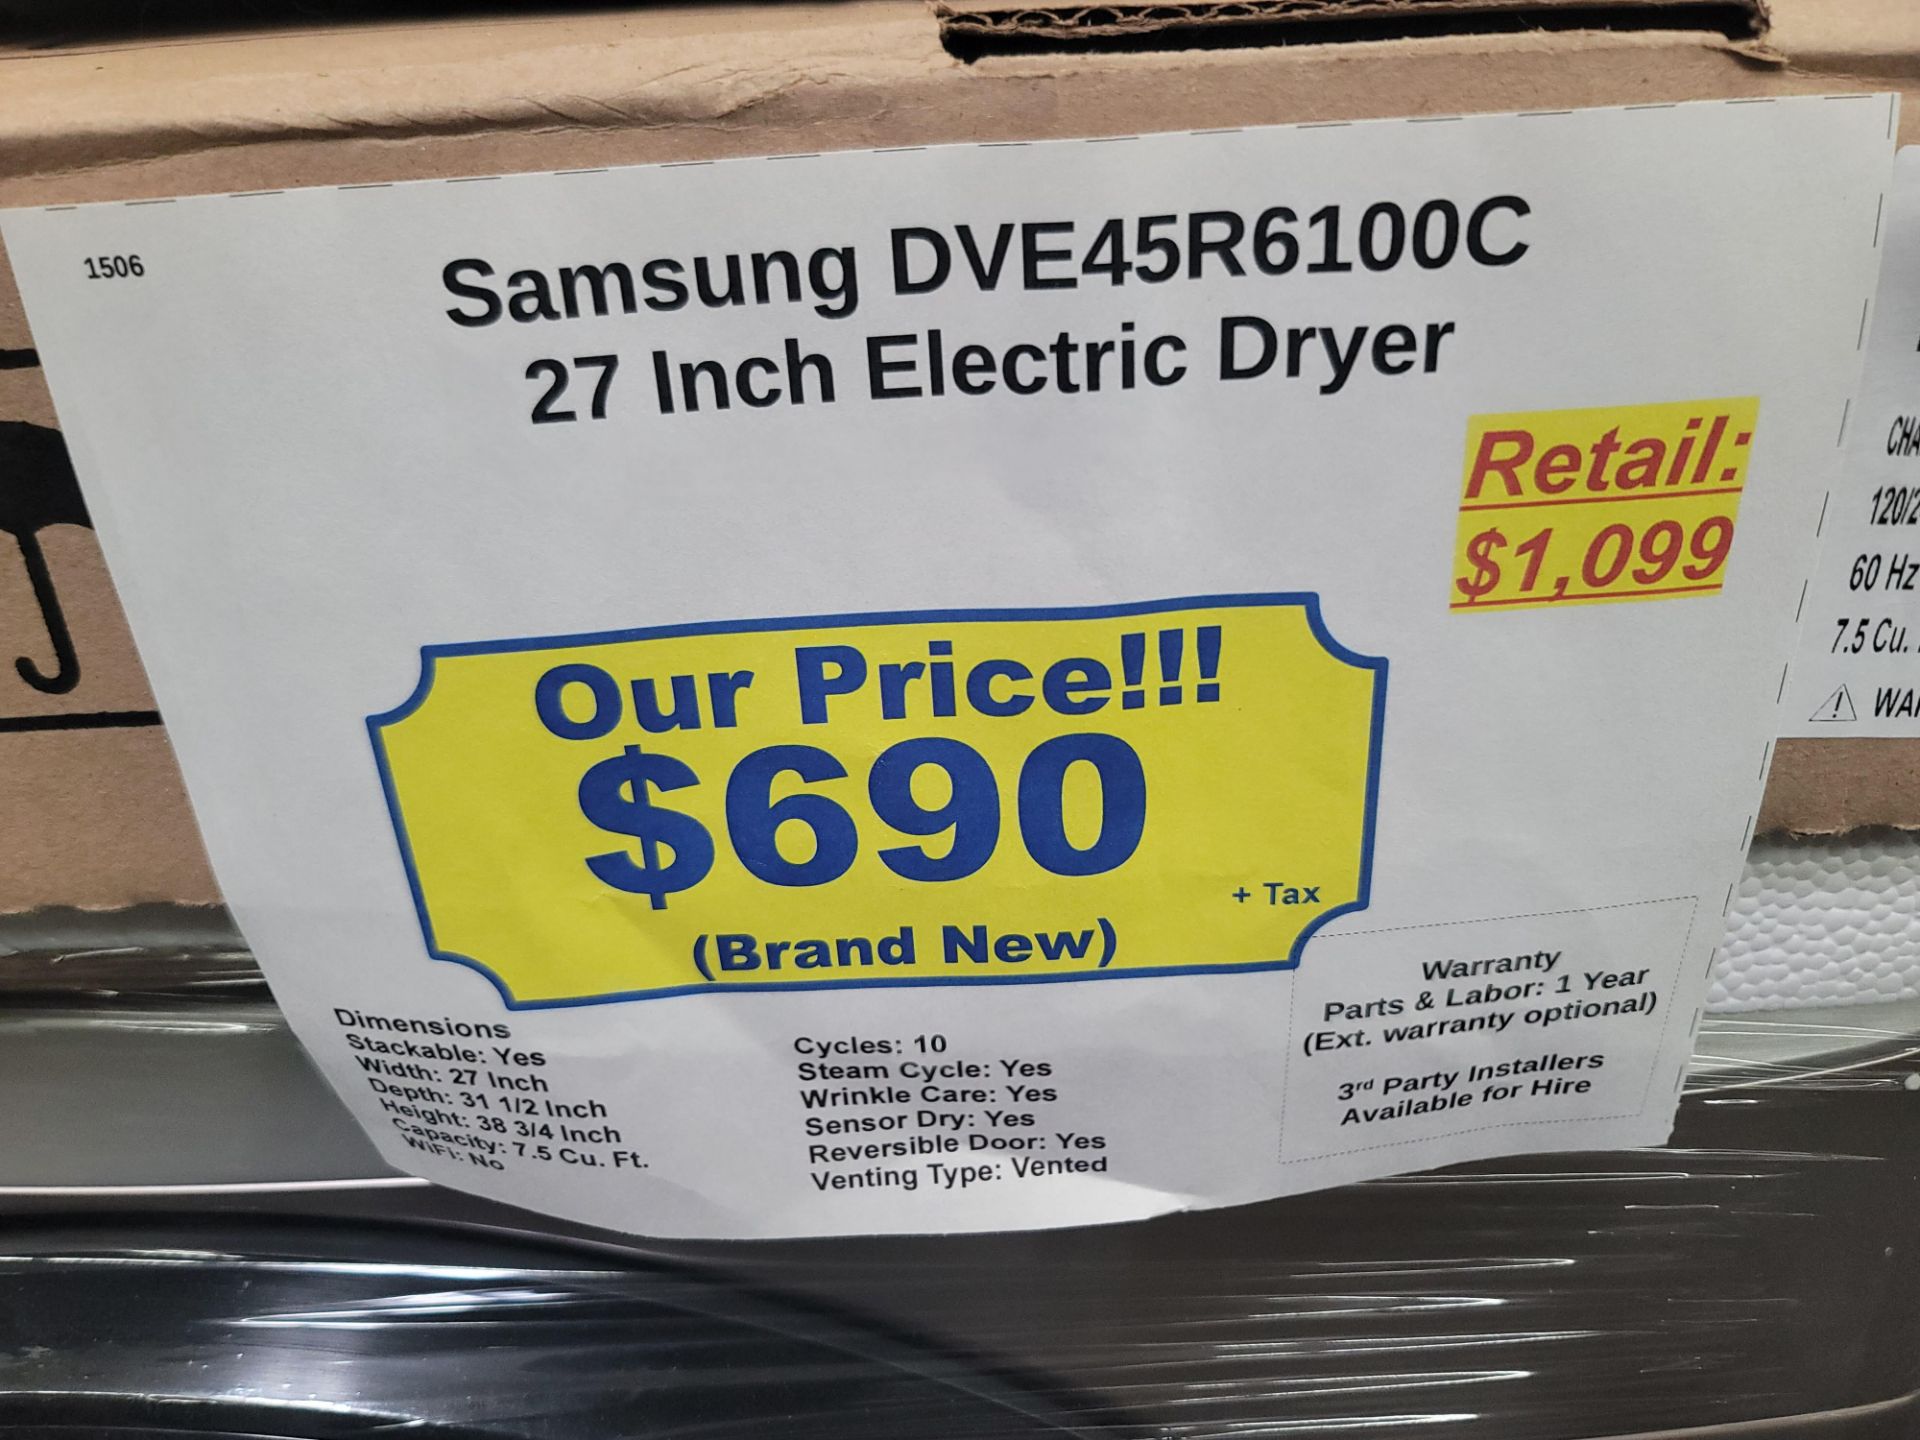 1506
Samsung DVE45R6100C
27 Inch Electric Dryer
Retail:
$1,099
Our Price!!!
$690
+ Tax
(Brand New)
Dimensions
Stackable: Yes
Width: 27 Inch
Depth: 31 1/2 Inch
Height: 38 3/4 Inch
Capacity: 7.5 Cu. Ft.
WiFi: No
Cycles: 10
Steam Cycle: Yes
Wrinkle Care: Yes
Sensor Dry: Yes
Reversible Door: Yes
Venting Type: Vented
Warranty
Parts & Labor: 1 Year
(Ext. warranty optional)
3rd Party Installers
Available for Hire
60 Hz
7.5 Cu.